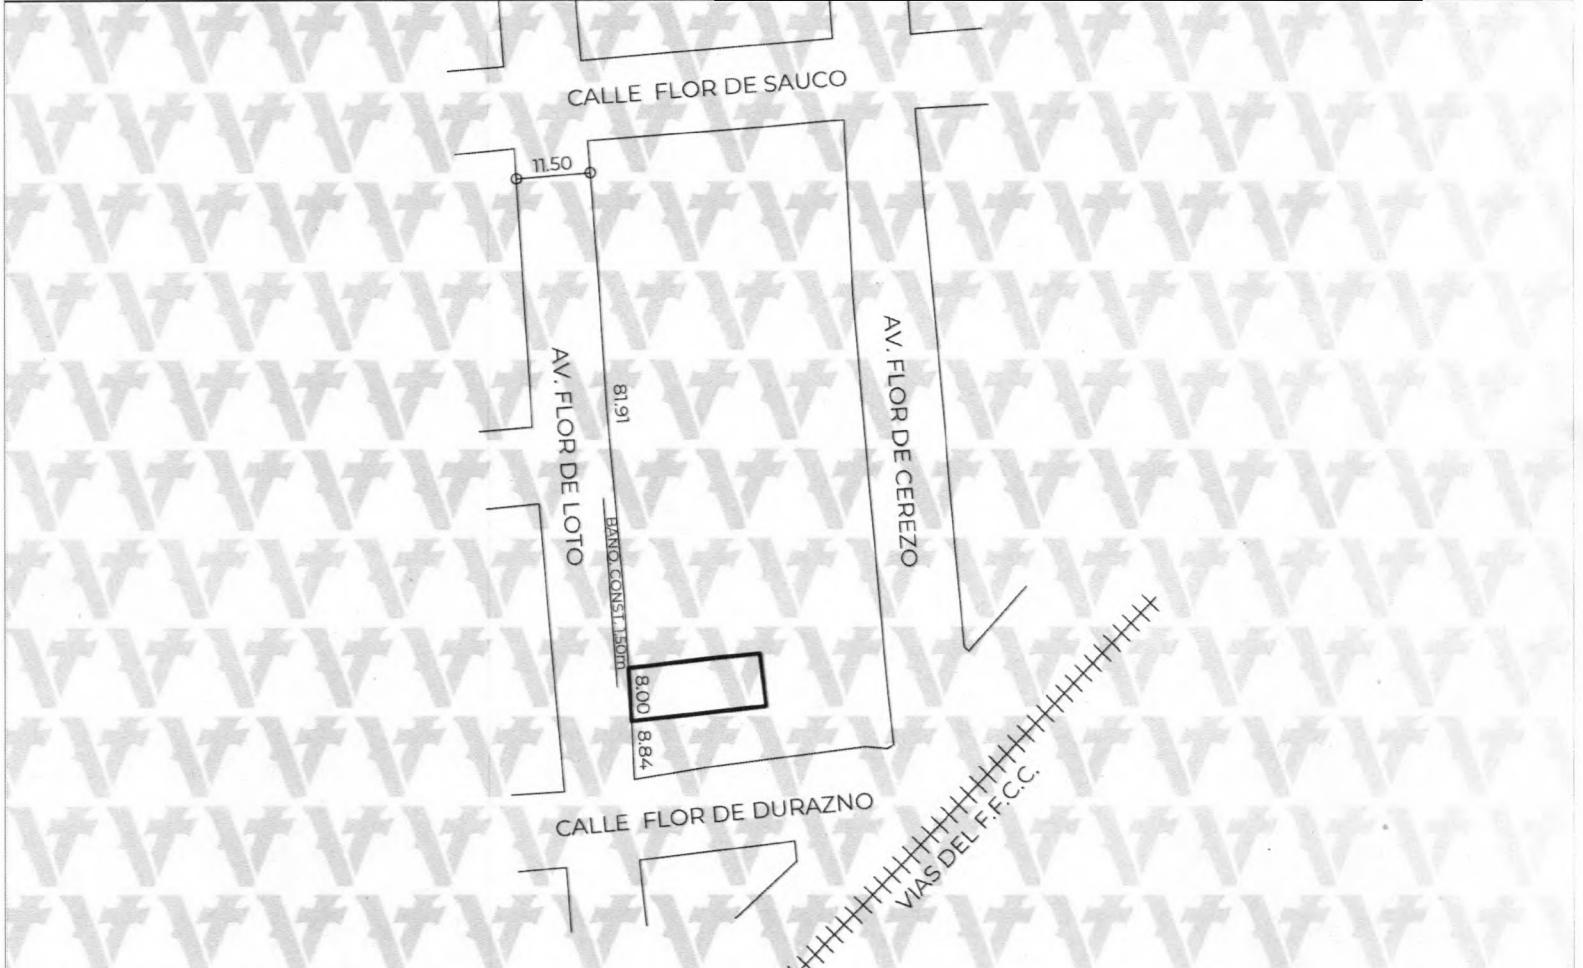 CALLE FLOR DE SAUCO
11.50
AV. FLOR DE LOTO
81.91
AV. FLOR DE CEREZO
BANQ. CONST. 1.50m
8.00
8.84
CALLE FLOR DE DURAZNO
VIAS DEL F.F.C.C.